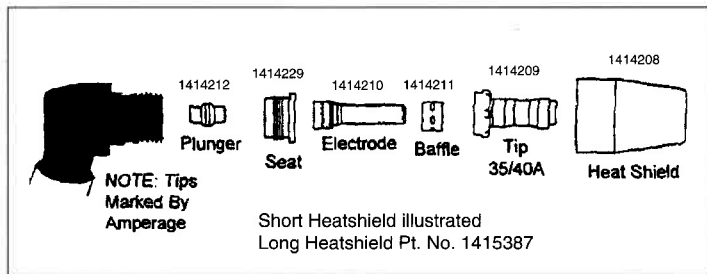 1414212 1414229 1414210 1414211 1414209 1414208
Plunger Seat Electrode Baffle Tip Heat Shield
35/40A
NOTE: Tips
Marked By
Amperage
Short Heatshield illustrated
Long Heatshield Pt. No. 1415387